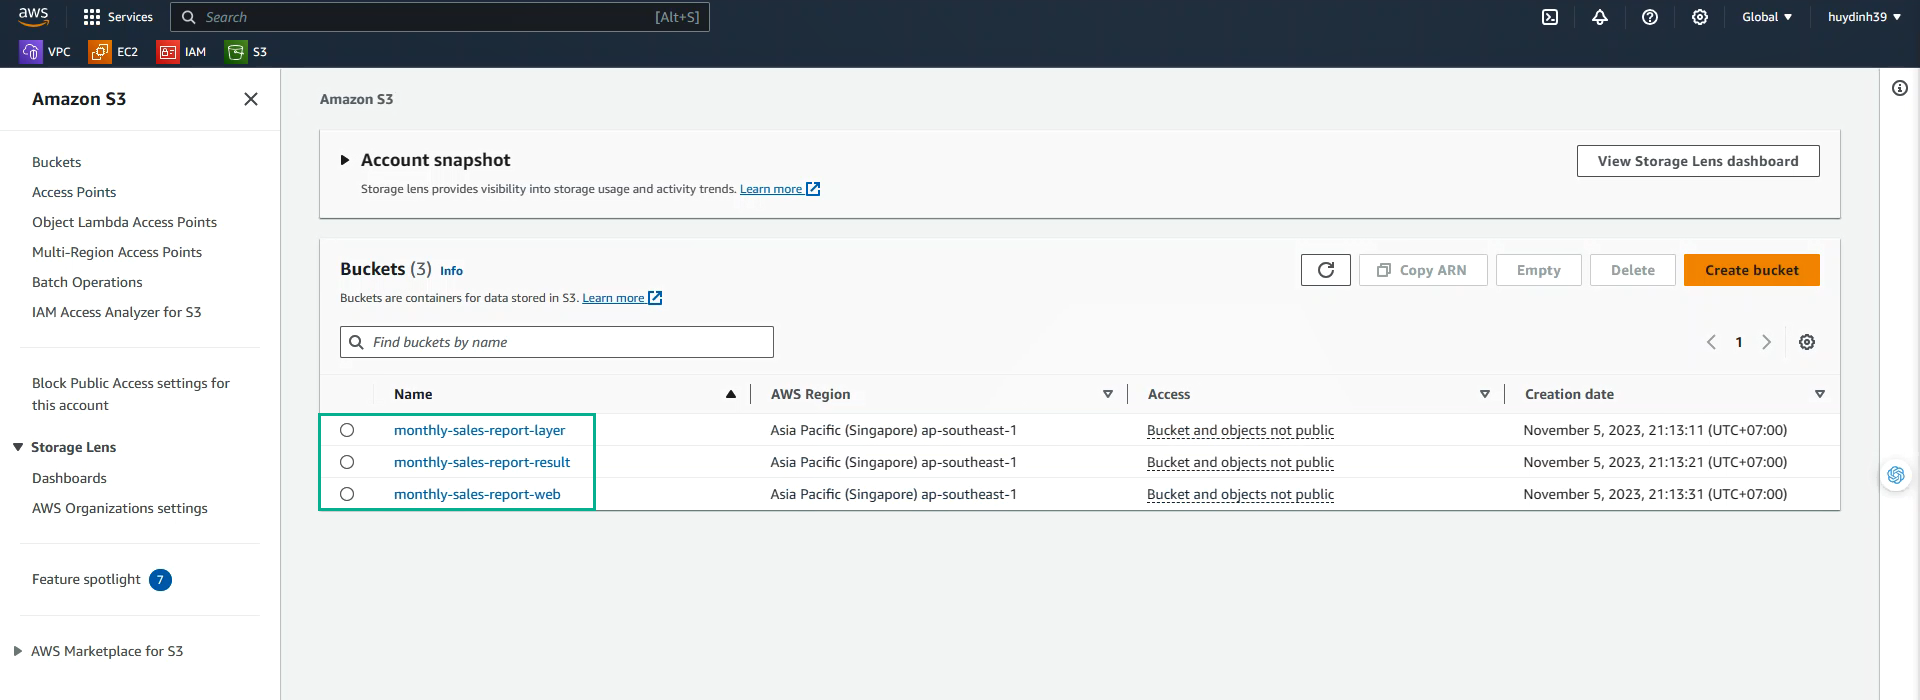 aws
Services
Search
[Alt+S]
Global
huydinh39
VPC
EC2
IAM
S3
Amazon S3
Buckets
Access Points
Object Lambda Access Points
Multi-Region Access Points
Batch Operations
IAM Access Analyzer for S3
Block Public Access settings for
this account
Storage Lens
Dashboards
AWS Organizations settings
Feature spotlight 7
AWS Marketplace for S3
Amazon S3
Account snapshot
View Storage Lens dashboard
Storage lens provides visibility into storage usage and activity trends. Learn more
Buckets (3) Info
Copy ARN
Empty
Delete
Create bucket
Buckets are containers for data stored in S3. Learn more
Find buckets by name
1
Name AWS Region Access Creation date
monthly-sales-report-layer Asia Pacific (Singapore) ap-southeast-1 Bucket and objects not public November 5, 2023, 21:13:11 (UTC+07:00)
monthly-sales-report-result Asia Pacific (Singapore) ap-southeast-1 Bucket and objects not public November 5, 2023, 21:13:21 (UTC+07:00)
monthly-sales-report-web Asia Pacific (Singapore) ap-southeast-1 Bucket and objects not public November 5, 2023, 21:13:31 (UTC+07:00)